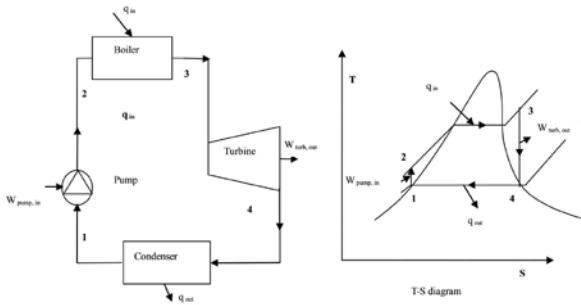 q in
Boiler
2
3
q in
Turbine
W turb, out
Pump
W pump, in
4
1
Condenser
q out
T
q in
3
W turb, out
2
W pump, in
1
4
q out
S
T-S diagram